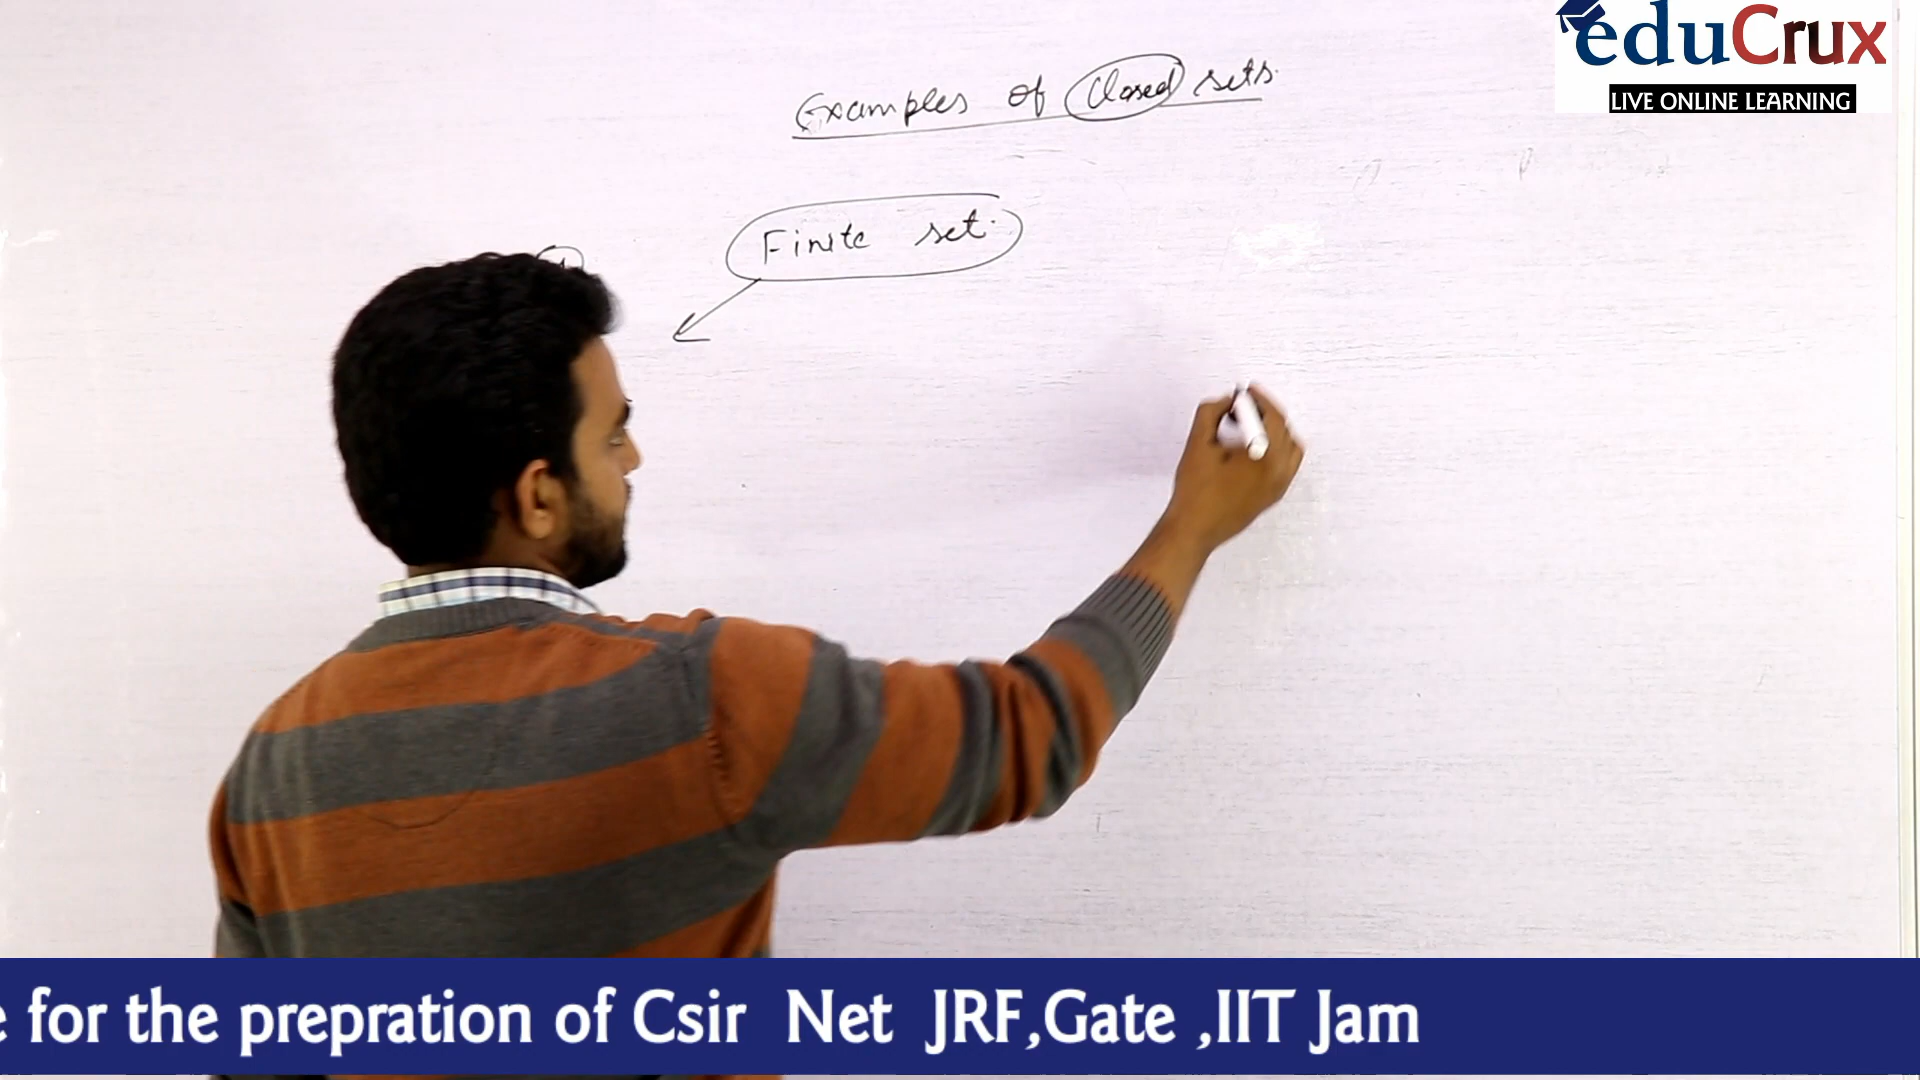 eduCrux
LIVE ONLINE LEARNING
Examples of closed sets.
Finite set.
for the prepration of Csir Net JRF,Gate ,IIT Jam